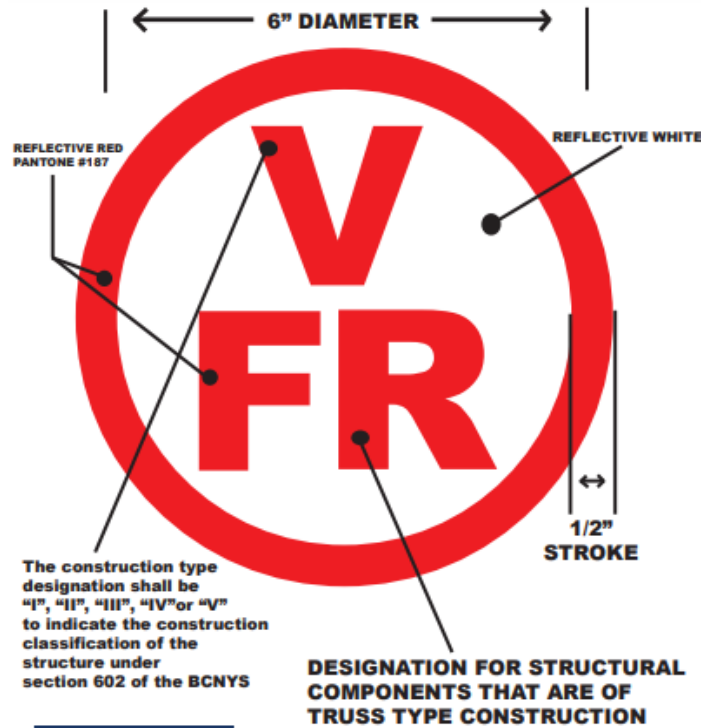 6” DIAMETER
REFLECTIVE RED
PANTONE #187
REFLECTIVE WHITE
V
FR
1/2”
STROKE
The construction type
designation shall be
“I”, “II”, “III”, “IV”or “V”
to indicate the construction
classification of the
structure under
section 602 of the BCNYS
DESIGNATION FOR STRUCTURAL
COMPONENTS THAT ARE OF
TRUSS TYPE CONSTRUCTION